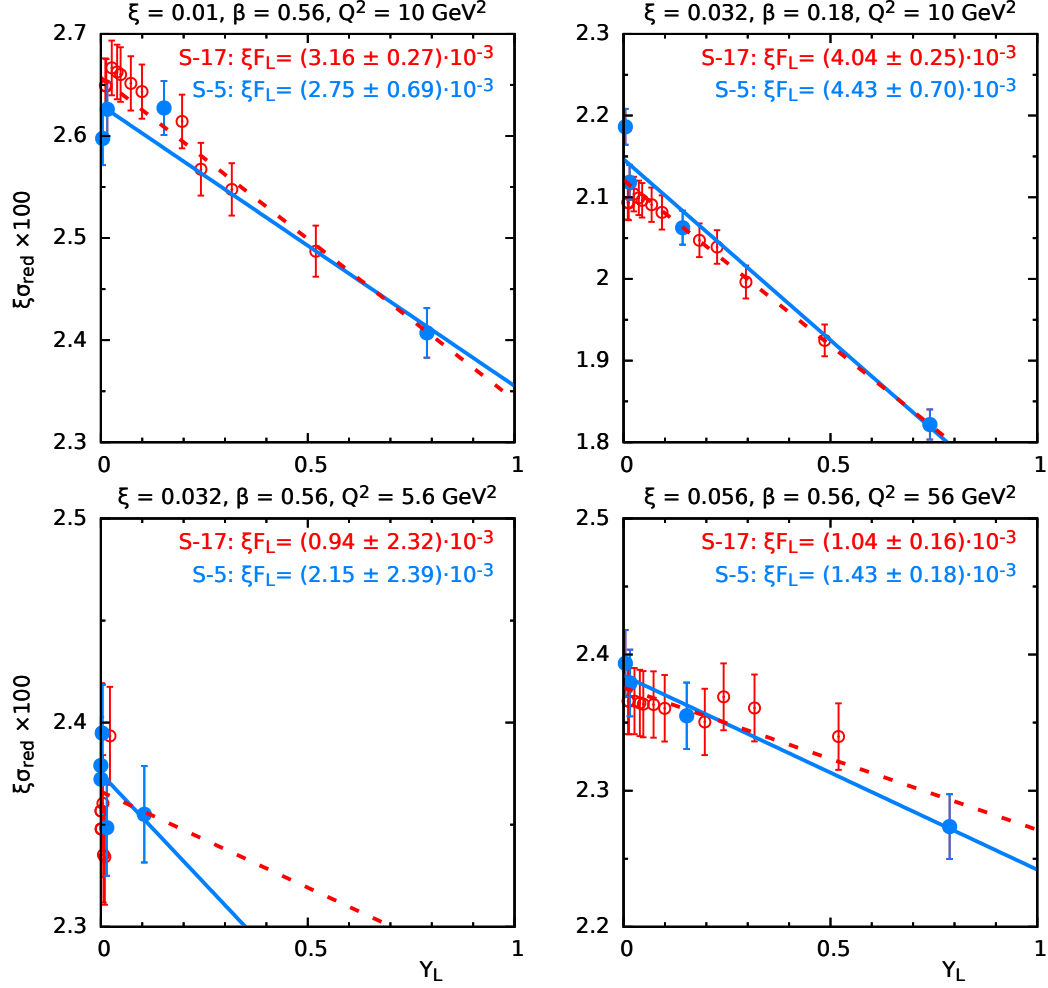 ξ = 0.01, β = 0.56, Q² = 10 GeV²
S-17: ξF_L= (3.16 ± 0.27)·10⁻³
S-5: ξF_L= (2.75 ± 0.69)·10⁻³
2.7
2.6
2.5
2.4
2.3
ξσ_red ×100
0 0.5 1
ξ = 0.032, β = 0.18, Q² = 10 GeV²
S-17: ξF_L= (4.04 ± 0.25)·10⁻³
S-5: ξF_L= (4.43 ± 0.70)·10⁻³
2.3
2.2
2.1
2
1.9
1.8
0 0.5 1
ξ = 0.032, β = 0.56, Q² = 5.6 GeV²
S-17: ξF_L= (0.94 ± 2.32)·10⁻³
S-5: ξF_L= (2.15 ± 2.39)·10⁻³
2.5
2.4
2.3
ξσ_red ×100
0 0.5 1
Y_L
ξ = 0.056, β = 0.56, Q² = 56 GeV²
S-17: ξF_L= (1.04 ± 0.16)·10⁻³
S-5: ξF_L= (1.43 ± 0.18)·10⁻³
2.5
2.4
2.3
2.2
0 0.5 1
Y_L